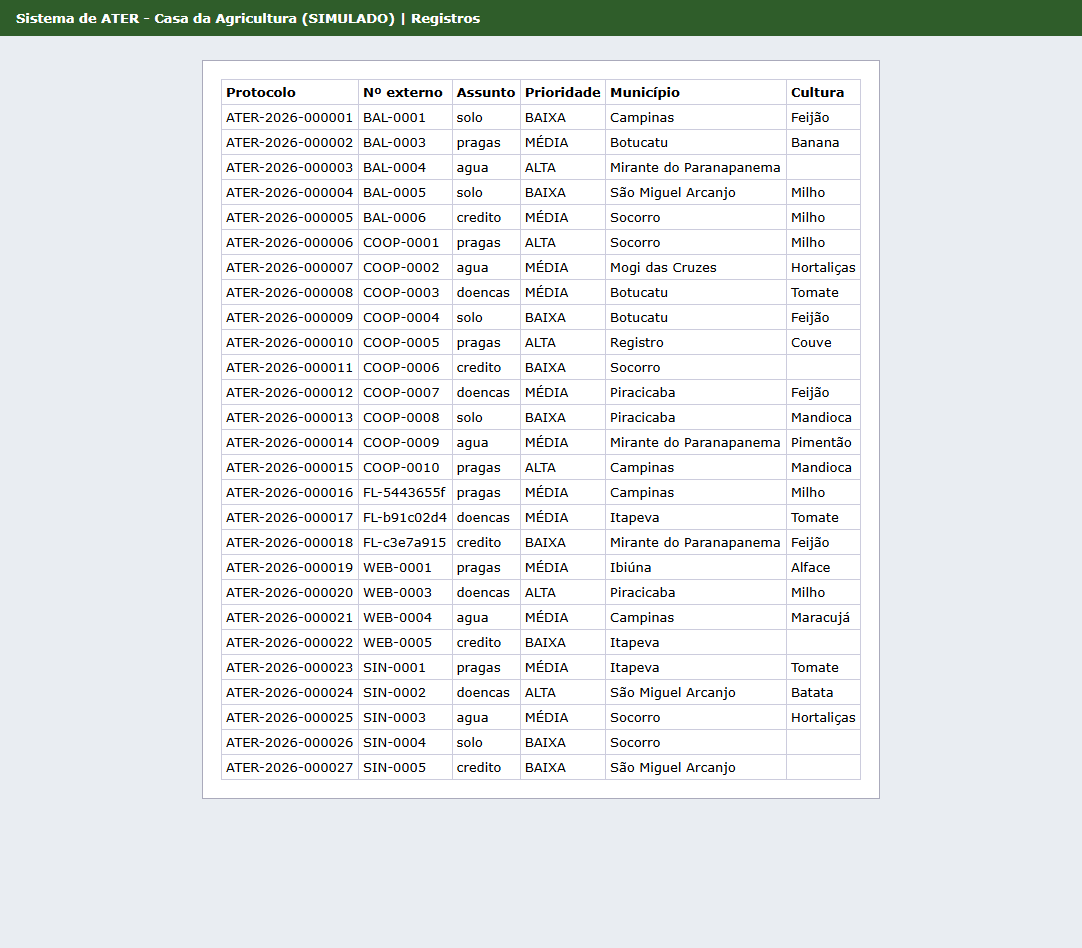 Sistema de ATER - Casa da Agricultura (SIMULADO) | Registros
Protocolo Nº externo Assunto Prioridade Município Cultura
ATER-2026-000001 BAL-0001 solo BAIXA Campinas Feijão
ATER-2026-000002 BAL-0003 pragas MÉDIA Botucatu Banana
ATER-2026-000003 BAL-0004 agua ALTA Mirante do Paranapanema
ATER-2026-000004 BAL-0005 solo BAIXA São Miguel Arcanjo Milho
ATER-2026-000005 BAL-0006 credito MÉDIA Socorro Milho
ATER-2026-000006 COOP-0001 pragas ALTA Socorro Milho
ATER-2026-000007 COOP-0002 agua MÉDIA Mogi das Cruzes Hortaliças
ATER-2026-000008 COOP-0003 doencas MÉDIA Botucatu Tomate
ATER-2026-000009 COOP-0004 solo BAIXA Botucatu Feijão
ATER-2026-000010 COOP-0005 pragas ALTA Registro Couve
ATER-2026-000011 COOP-0006 credito BAIXA Socorro
ATER-2026-000012 COOP-0007 doencas MÉDIA Piracicaba Feijão
ATER-2026-000013 COOP-0008 solo BAIXA Piracicaba Mandioca
ATER-2026-000014 COOP-0009 agua MÉDIA Mirante do Paranapanema Pimentão
ATER-2026-000015 COOP-0010 pragas ALTA Campinas Mandioca
ATER-2026-000016 FL-5443655f pragas MÉDIA Campinas Milho
ATER-2026-000017 FL-b91c02d4 doencas MÉDIA Itapeva Tomate
ATER-2026-000018 FL-c3e7a915 credito BAIXA Mirante do Paranapanema Feijão
ATER-2026-000019 WEB-0001 pragas MÉDIA Ibiúna Alface
ATER-2026-000020 WEB-0003 doencas ALTA Piracicaba Milho
ATER-2026-000021 WEB-0004 agua MÉDIA Campinas Maracujá
ATER-2026-000022 WEB-0005 credito BAIXA Itapeva
ATER-2026-000023 SIN-0001 pragas MÉDIA Itapeva Tomate
ATER-2026-000024 SIN-0002 doencas ALTA São Miguel Arcanjo Batata
ATER-2026-000025 SIN-0003 agua MÉDIA Socorro Hortaliças
ATER-2026-000026 SIN-0004 solo BAIXA Socorro
ATER-2026-000027 SIN-0005 credito BAIXA São Miguel Arcanjo